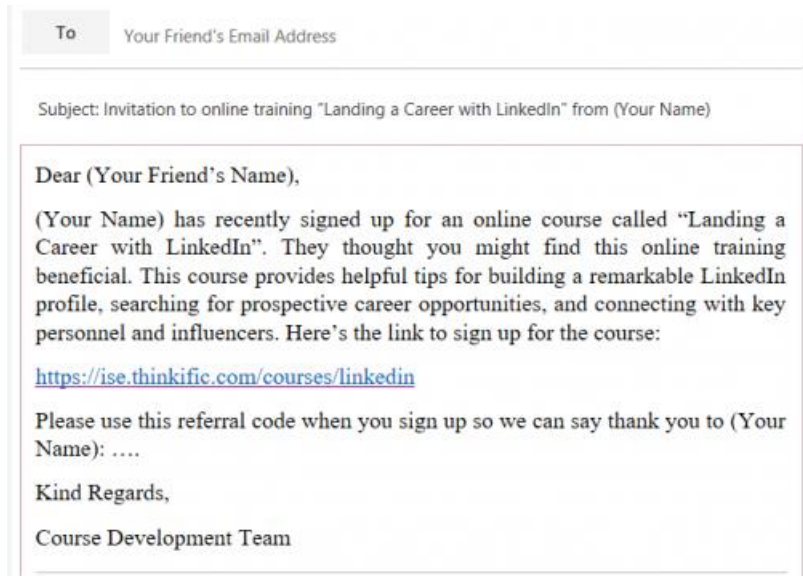 To Your Friend's Email Address
Subject: Invitation to online training "Landing a Career with LinkedIn" from (Your Name)
Dear (Your Friend’s Name),
(Your Name) has recently signed up for an online course called “Landing a
Career with LinkedIn”. They thought you might find this online training
beneficial. This course provides helpful tips for building a remarkable LinkedIn
profile, searching for prospective career opportunities, and connecting with key
personnel and influencers. Here’s the link to sign up for the course:
https://ise.thinkific.com/courses/linkedin
Please use this referral code when you sign up so we can say thank you to (Your
Name): ….
Kind Regards,
Course Development Team